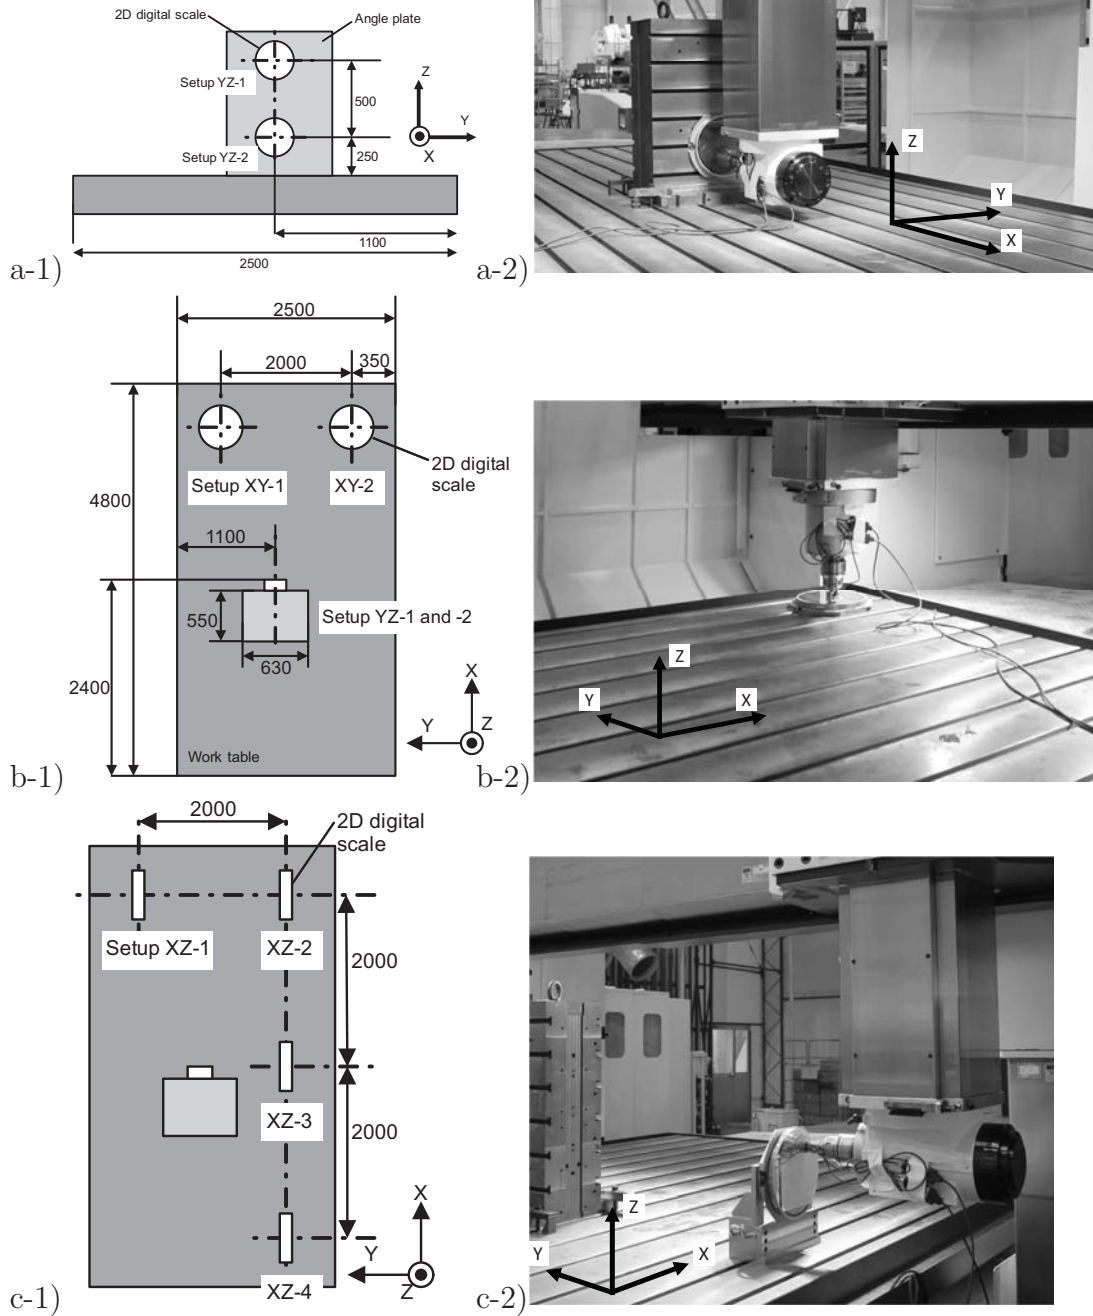 2D digital scale
Angle plate
Setup YZ-1
Z
500
Y
Setup YZ-2
250
X
1100
2500
a-1)
Z
Y
X
a-2)
2500
2000
350
2D digital
scale
Setup XY-1
XY-2
4800
1100
550
Setup YZ-1 and -2
630
2400
X
Y
Z
Work table
b-1)
Z
Y
X
b-2)
2000
2D digital
scale
Setup XZ-1
XZ-2
2000
XZ-3
2000
X
Y
Z
XZ-4
c-1)
Z
Y
X
c-2)